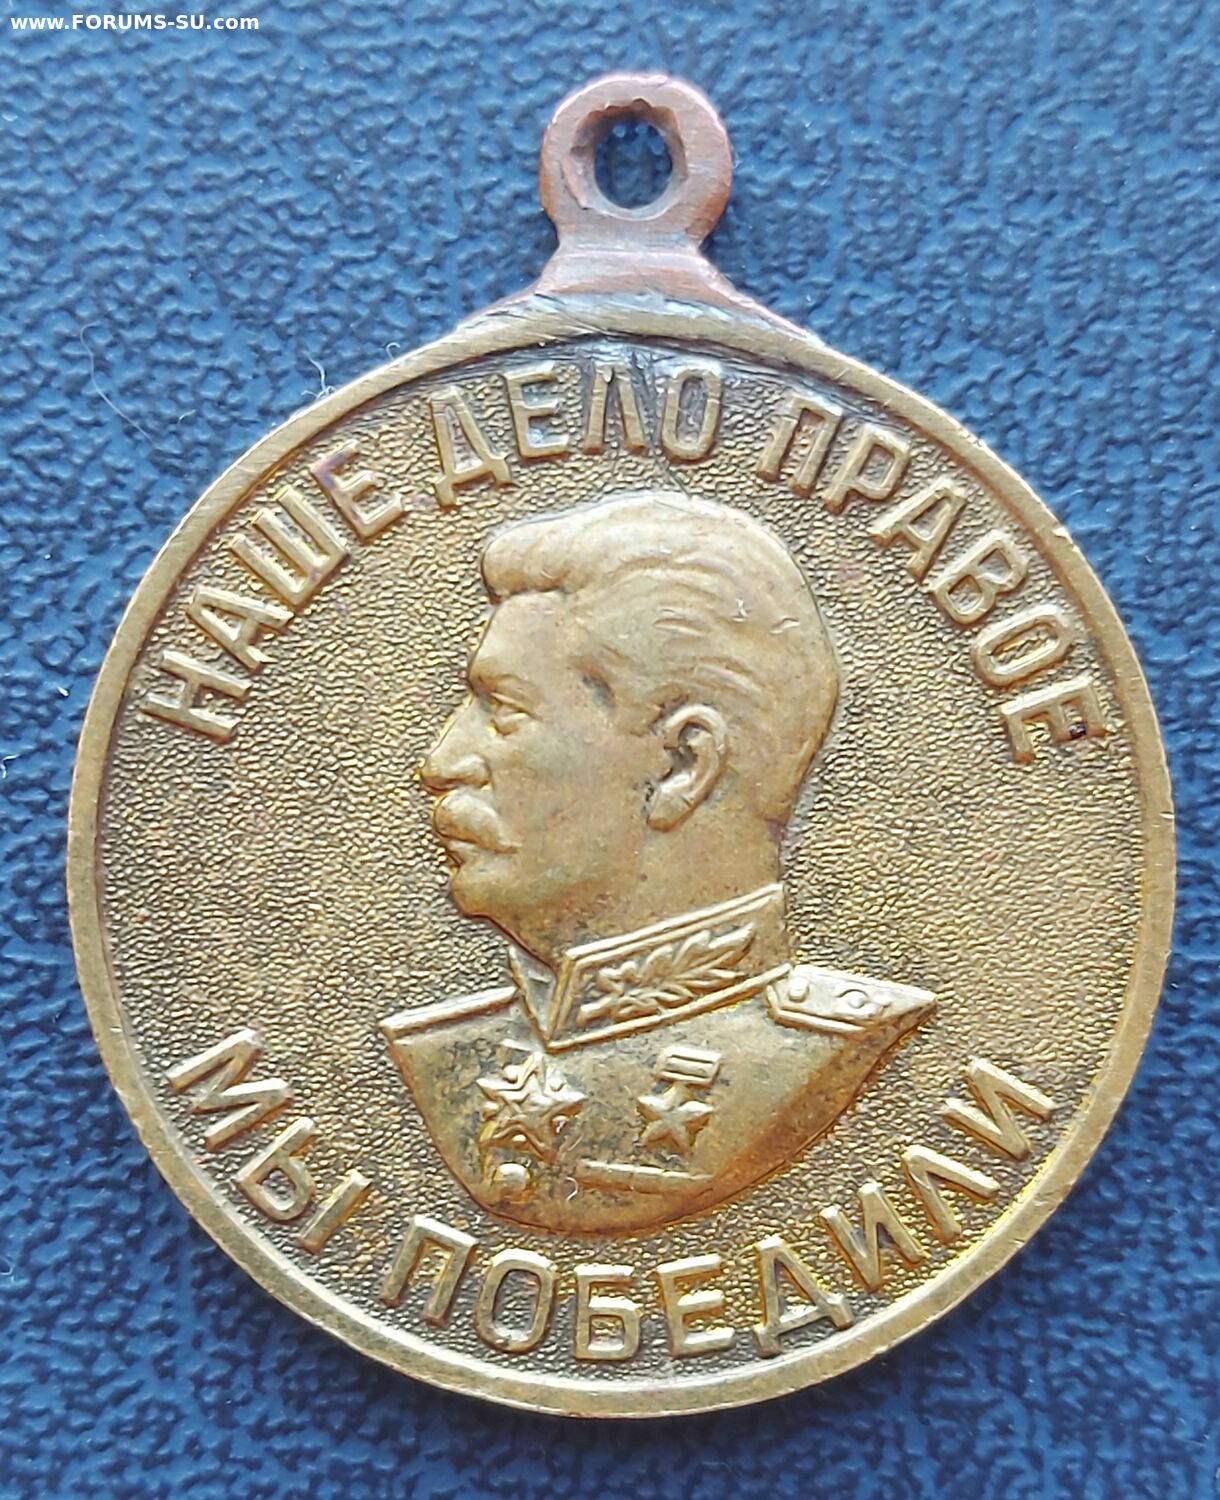 www.FORUMS-SU.com
НАШЕ ДЕЛО ПРАВОЕ
МЫ ПОБЕДИЛИ